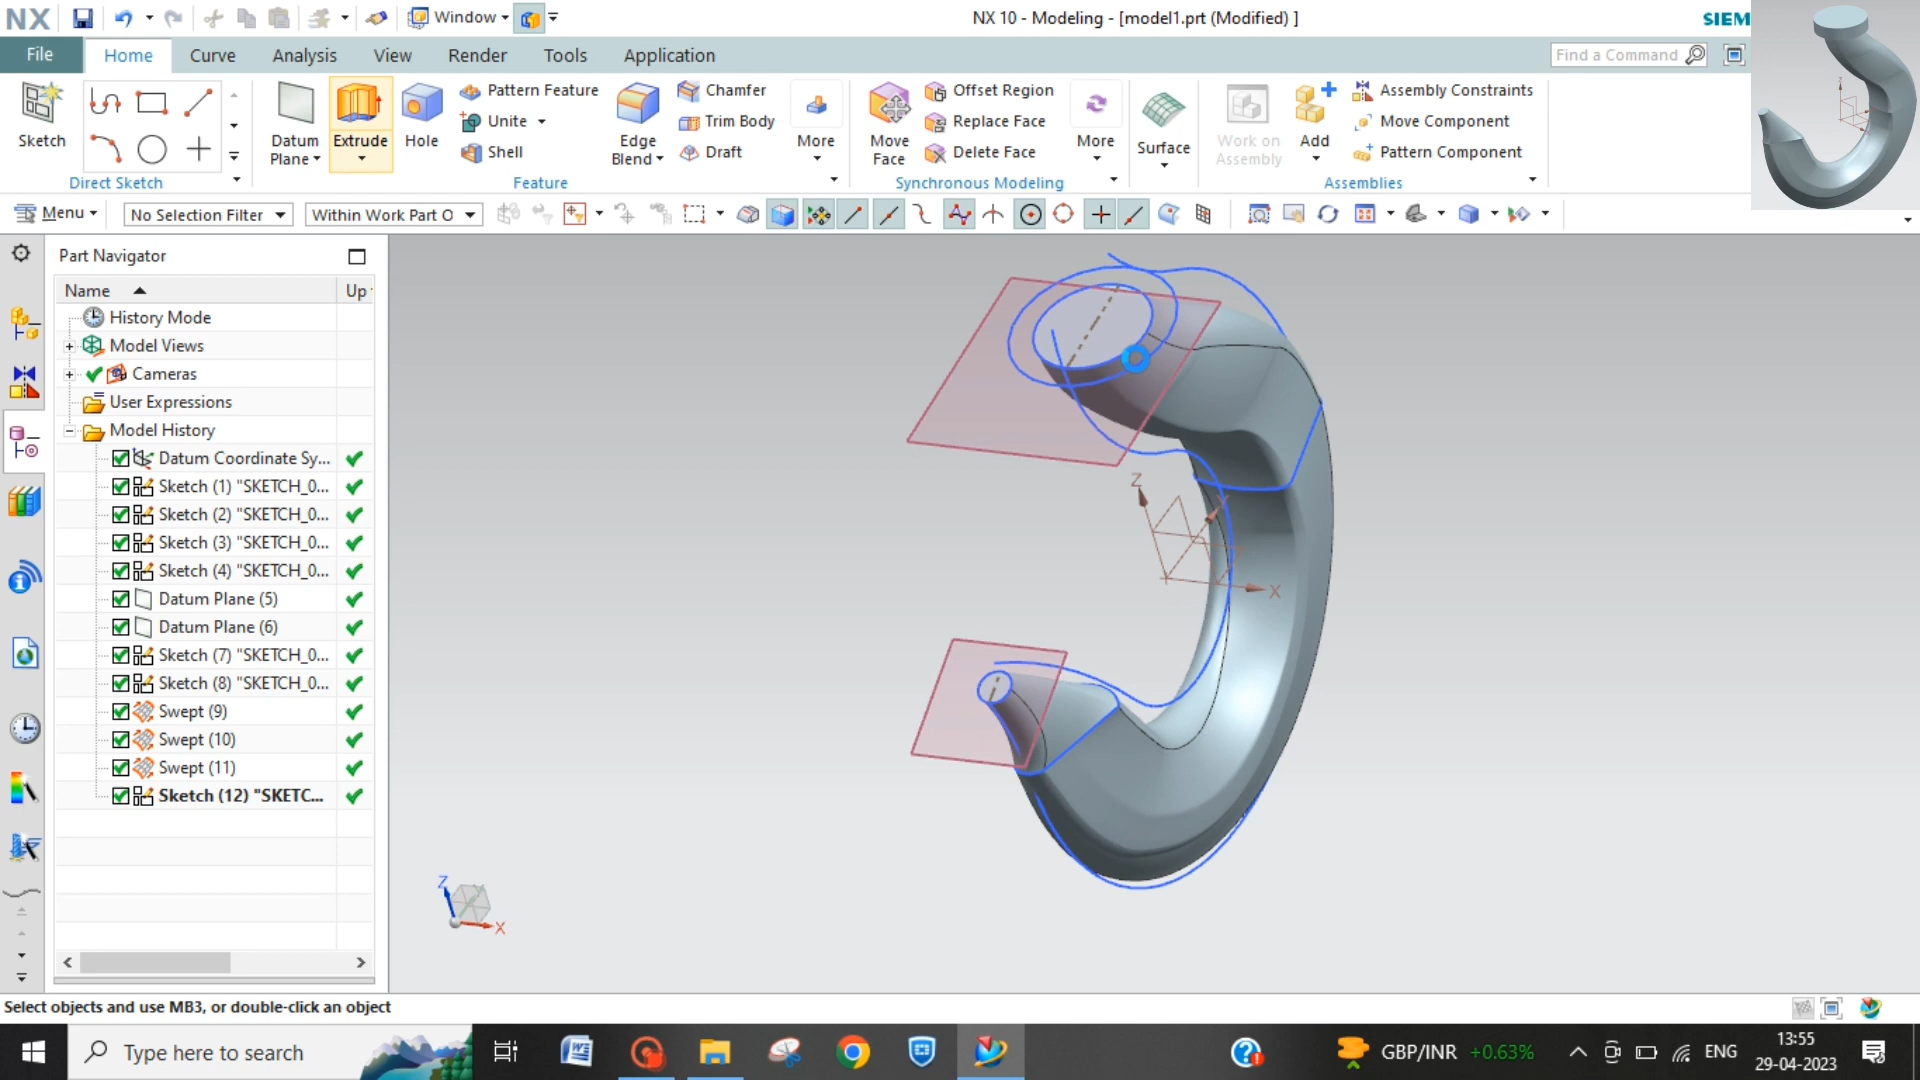 NX
Window
NX 10 - Modeling - [model1.prt (Modified) ]
SIEM
File
Home
Curve
Analysis
View
Render
Tools
Application
Find a Command
Sketch
Direct Sketch
Datum
Plane
Extrude
Hole
Pattern Feature
Unite
Shell
Edge
Blend
Chamfer
Trim Body
Draft
More
Feature
Move
Face
Offset Region
Replace Face
Delete Face
More
Synchronous Modeling
Surface
Work on
Assembly
Add
Assembly Constraints
Move Component
Pattern Component
Assemblies
Menu
No Selection Filter
Within Work Part O
Part Navigator
Name
Up
History Mode
Model Views
Cameras
User Expressions
Model History
Datum Coordinate Sy...
Sketch (1) "SKETCH_0...
Sketch (2) "SKETCH_0...
Sketch (3) "SKETCH_0...
Sketch (4) "SKETCH_0...
Datum Plane (5)
Datum Plane (6)
Sketch (7) "SKETCH_0...
Sketch (8) "SKETCH_0...
Swept (9)
Swept (10)
Swept (11)
Sketch (12) "SKETC...
Z
X
Z
X
Select objects and use MB3, or double-click an object
Type here to search
GBP/INR +0.63%
ENG
13:55
29-04-2023